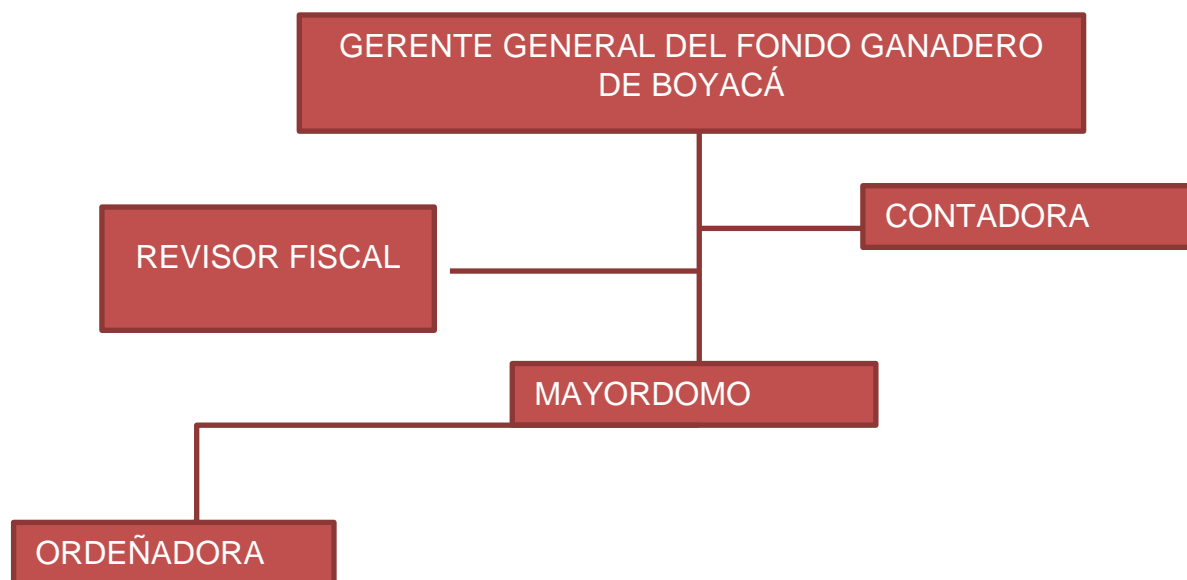 GERENTE GENERAL DEL FONDO GANADERO
DE BOYACÁ
CONTADORA
REVISOR FISCAL
MAYORDOMO
ORDEÑADORA